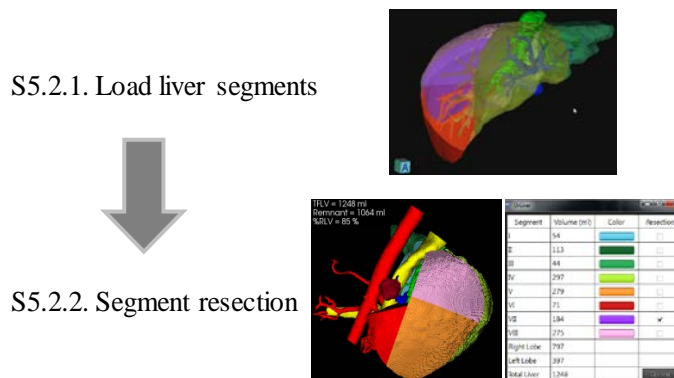 S5.2.1. Load liver segments
A
TFLV = 1248 ml
Remnant = 1064 ml
%RLV = 85 %
Segment Volume (ml) Color Resection
I 54
II 113
III 44
IV 297
V 279
VI 71
VII 184
VIII 275
Right Lobe 797
Left Lobe 397
Total Liver 1248
S5.2.2. Segment resection